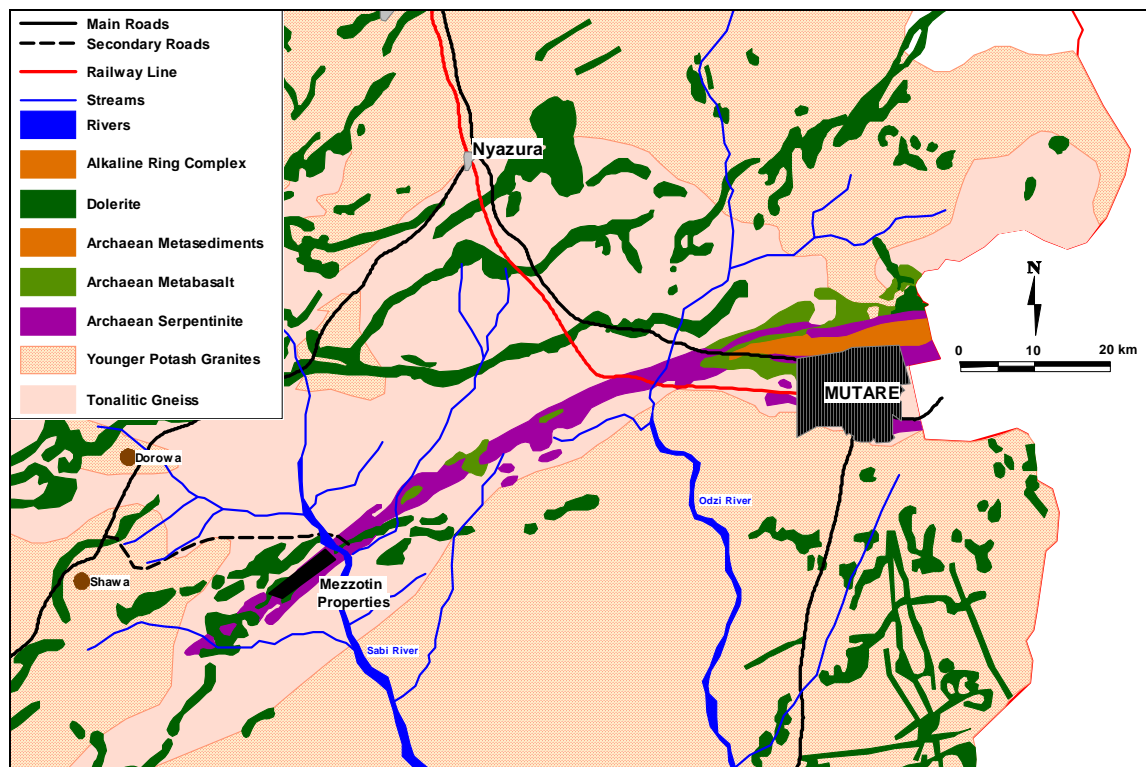 Main Roads
Secondary Roads
Railway Line
Streams
Rivers
Alkaline Ring Complex
Dolerite
Archaean Metasediments
Archaean Metabasalt
Archaean Serpentinite
Younger Potash Granites
Tonalitic Gneiss
Nyazura
N
0 10 20 km
MUTARE
Dorowa
Odzi River
Shawa
Mezzotin
Properties
Sabi River